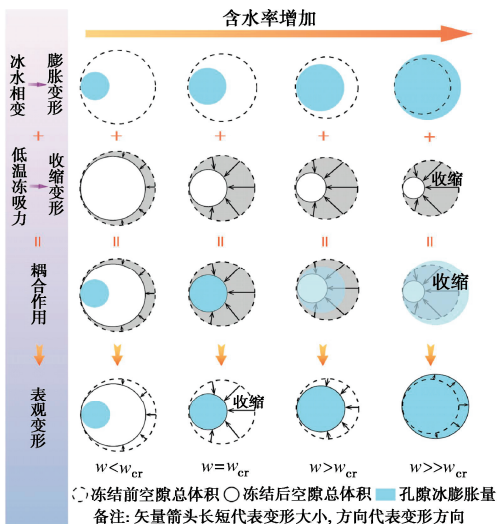 含水率增加
冰水相变
膨胀变形
+ + + + +
低温冻吸力
收缩变形
收缩
= = = = =
耦合作用
收缩
表观变形
收缩
w<wcr w=wcr w>wcr w>>wcr
冻结前空隙总体积 冻结后空隙总体积 孔隙冰膨胀量
备注: 矢量箭头长短代表变形大小, 方向代表变形方向